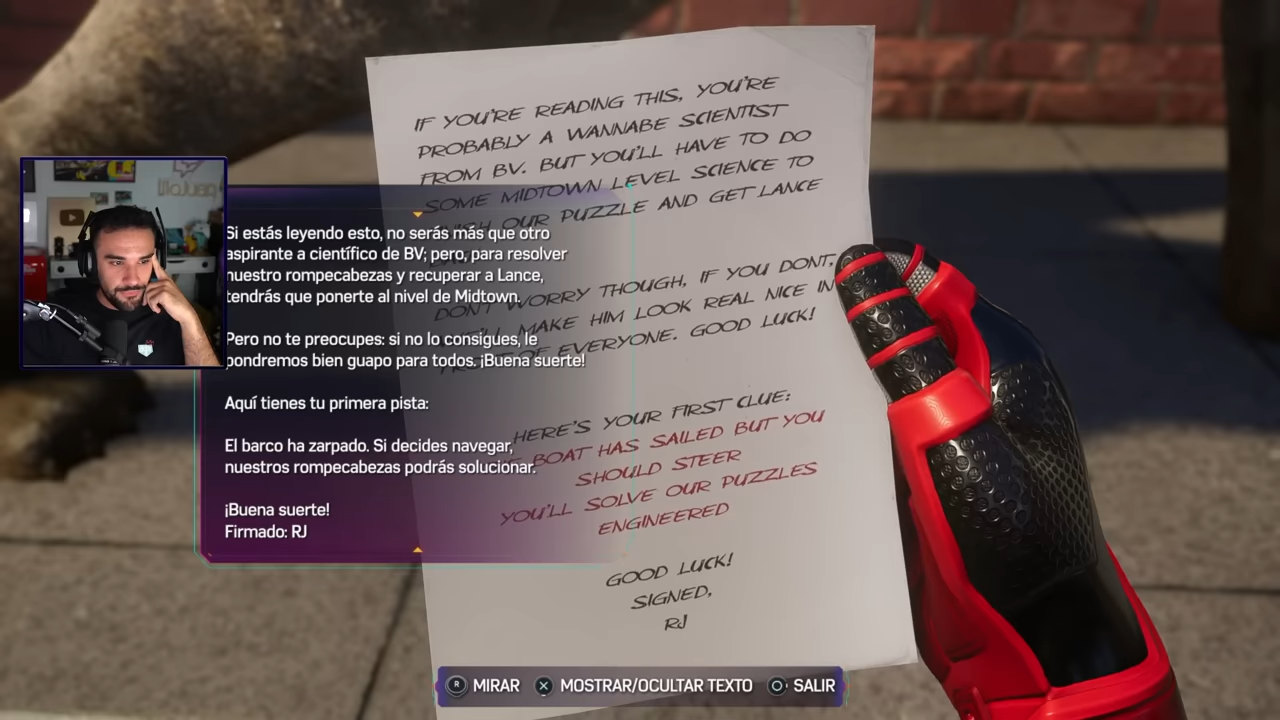 IF YOU'RE READING THIS, YOU'RE
PROBABLY A WANNABE SCIENTIST
FROM BV. BUT YOU'LL HAVE TO DO
SOME MIDTOWN LEVEL SCIENCE TO
OUR PUZZLE AND GET LANCE
DON'T WORRY THOUGH, IF YOU DON'T,
WE'LL MAKE HIM LOOK REAL NICE IN
FRONT OF EVERYONE. GOOD LUCK!
HERE'S YOUR FIRST CLUE:
BOAT HAS SAILED BUT YOU
SHOULD STEER
YOU'LL SOLVE OUR PUZZLES
ENGINEERED
GOOD LUCK!
SIGNED,
RJ
Si estás leyendo esto, no serás más que otro
aspirante a científico de BV; pero, para resolver
nuestro rompecabezas y recuperar a Lance,
tendrás que ponerte al nivel de Midtown.
Pero no te preocupes: si no lo consigues, le
pondremos bien guapo para todos. ¡Buena suerte!
Aquí tienes tu primera pista:
El barco ha zarpado. Si decides navegar,
nuestros rompecabezas podrás solucionar.
¡Buena suerte!
Firmado: RJ
R MIRAR MOSTRAR/OCULTAR TEXTO SALIR